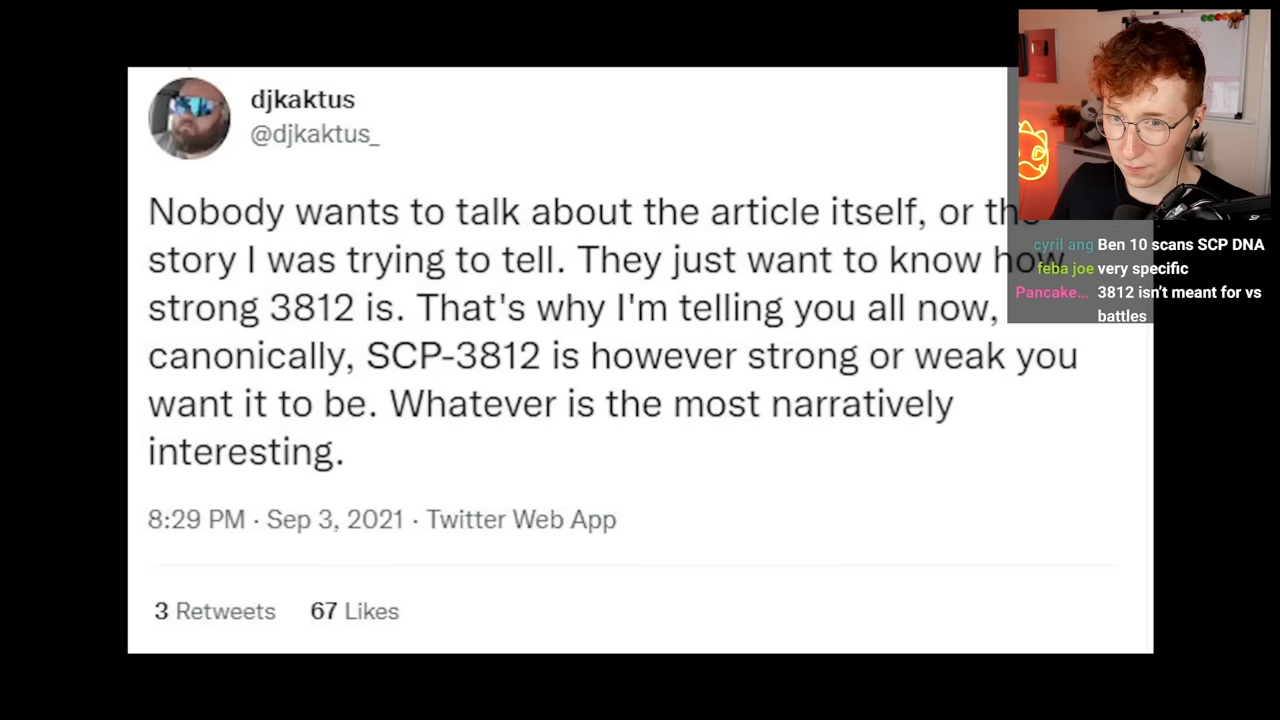 djkaktus
@djkaktus_
Nobody wants to talk about the article itself, or the
story I was trying to tell. They just want to know how
strong 3812 is. That's why I'm telling you all now,
canonically, SCP-3812 is however strong or weak you
want it to be. Whatever is the most narratively
interesting.
8:29 PM · Sep 3, 2021 · Twitter Web App
3 Retweets 67 Likes
cyril ang Ben 10 scans SCP DNA
feba joe very specific
Pancake... 3812 isn’t meant for vs
battles